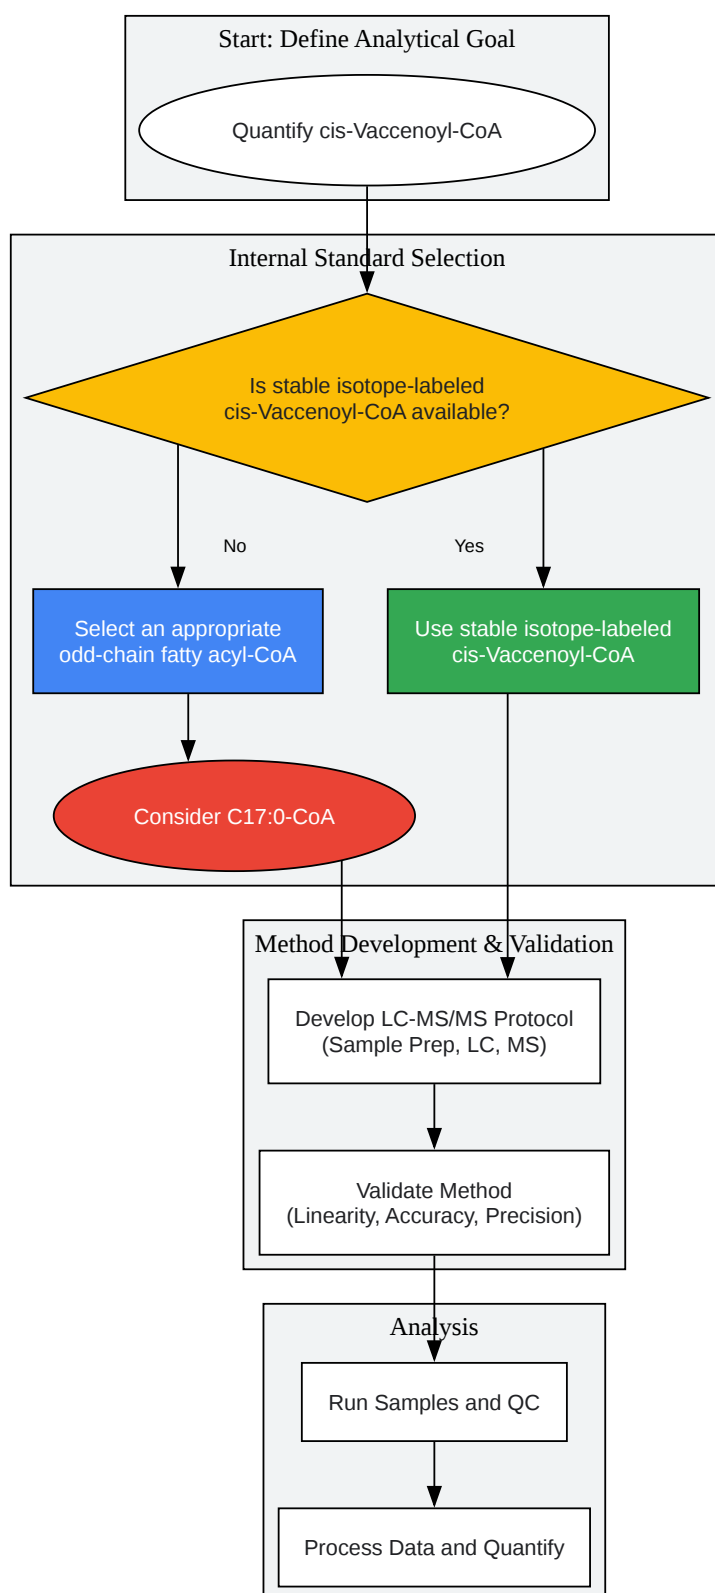 Start: Define Analytical Goal
Quantify cis-Vaccenoyl-CoA
Internal Standard Selection
Is stable isotope-labeled
cis-Vaccenoyl-CoA available?
No
Yes
Select an appropriate
odd-chain fatty acyl-CoA
Use stable isotope-labeled
cis-Vaccenoyl-CoA
Consider C17:0-CoA
Method Development & Validation
Develop LC-MS/MS Protocol
(Sample Prep, LC, MS)
Validate Method
(Linearity, Accuracy, Precision)
Analysis
Run Samples and QC
Process Data and Quantify